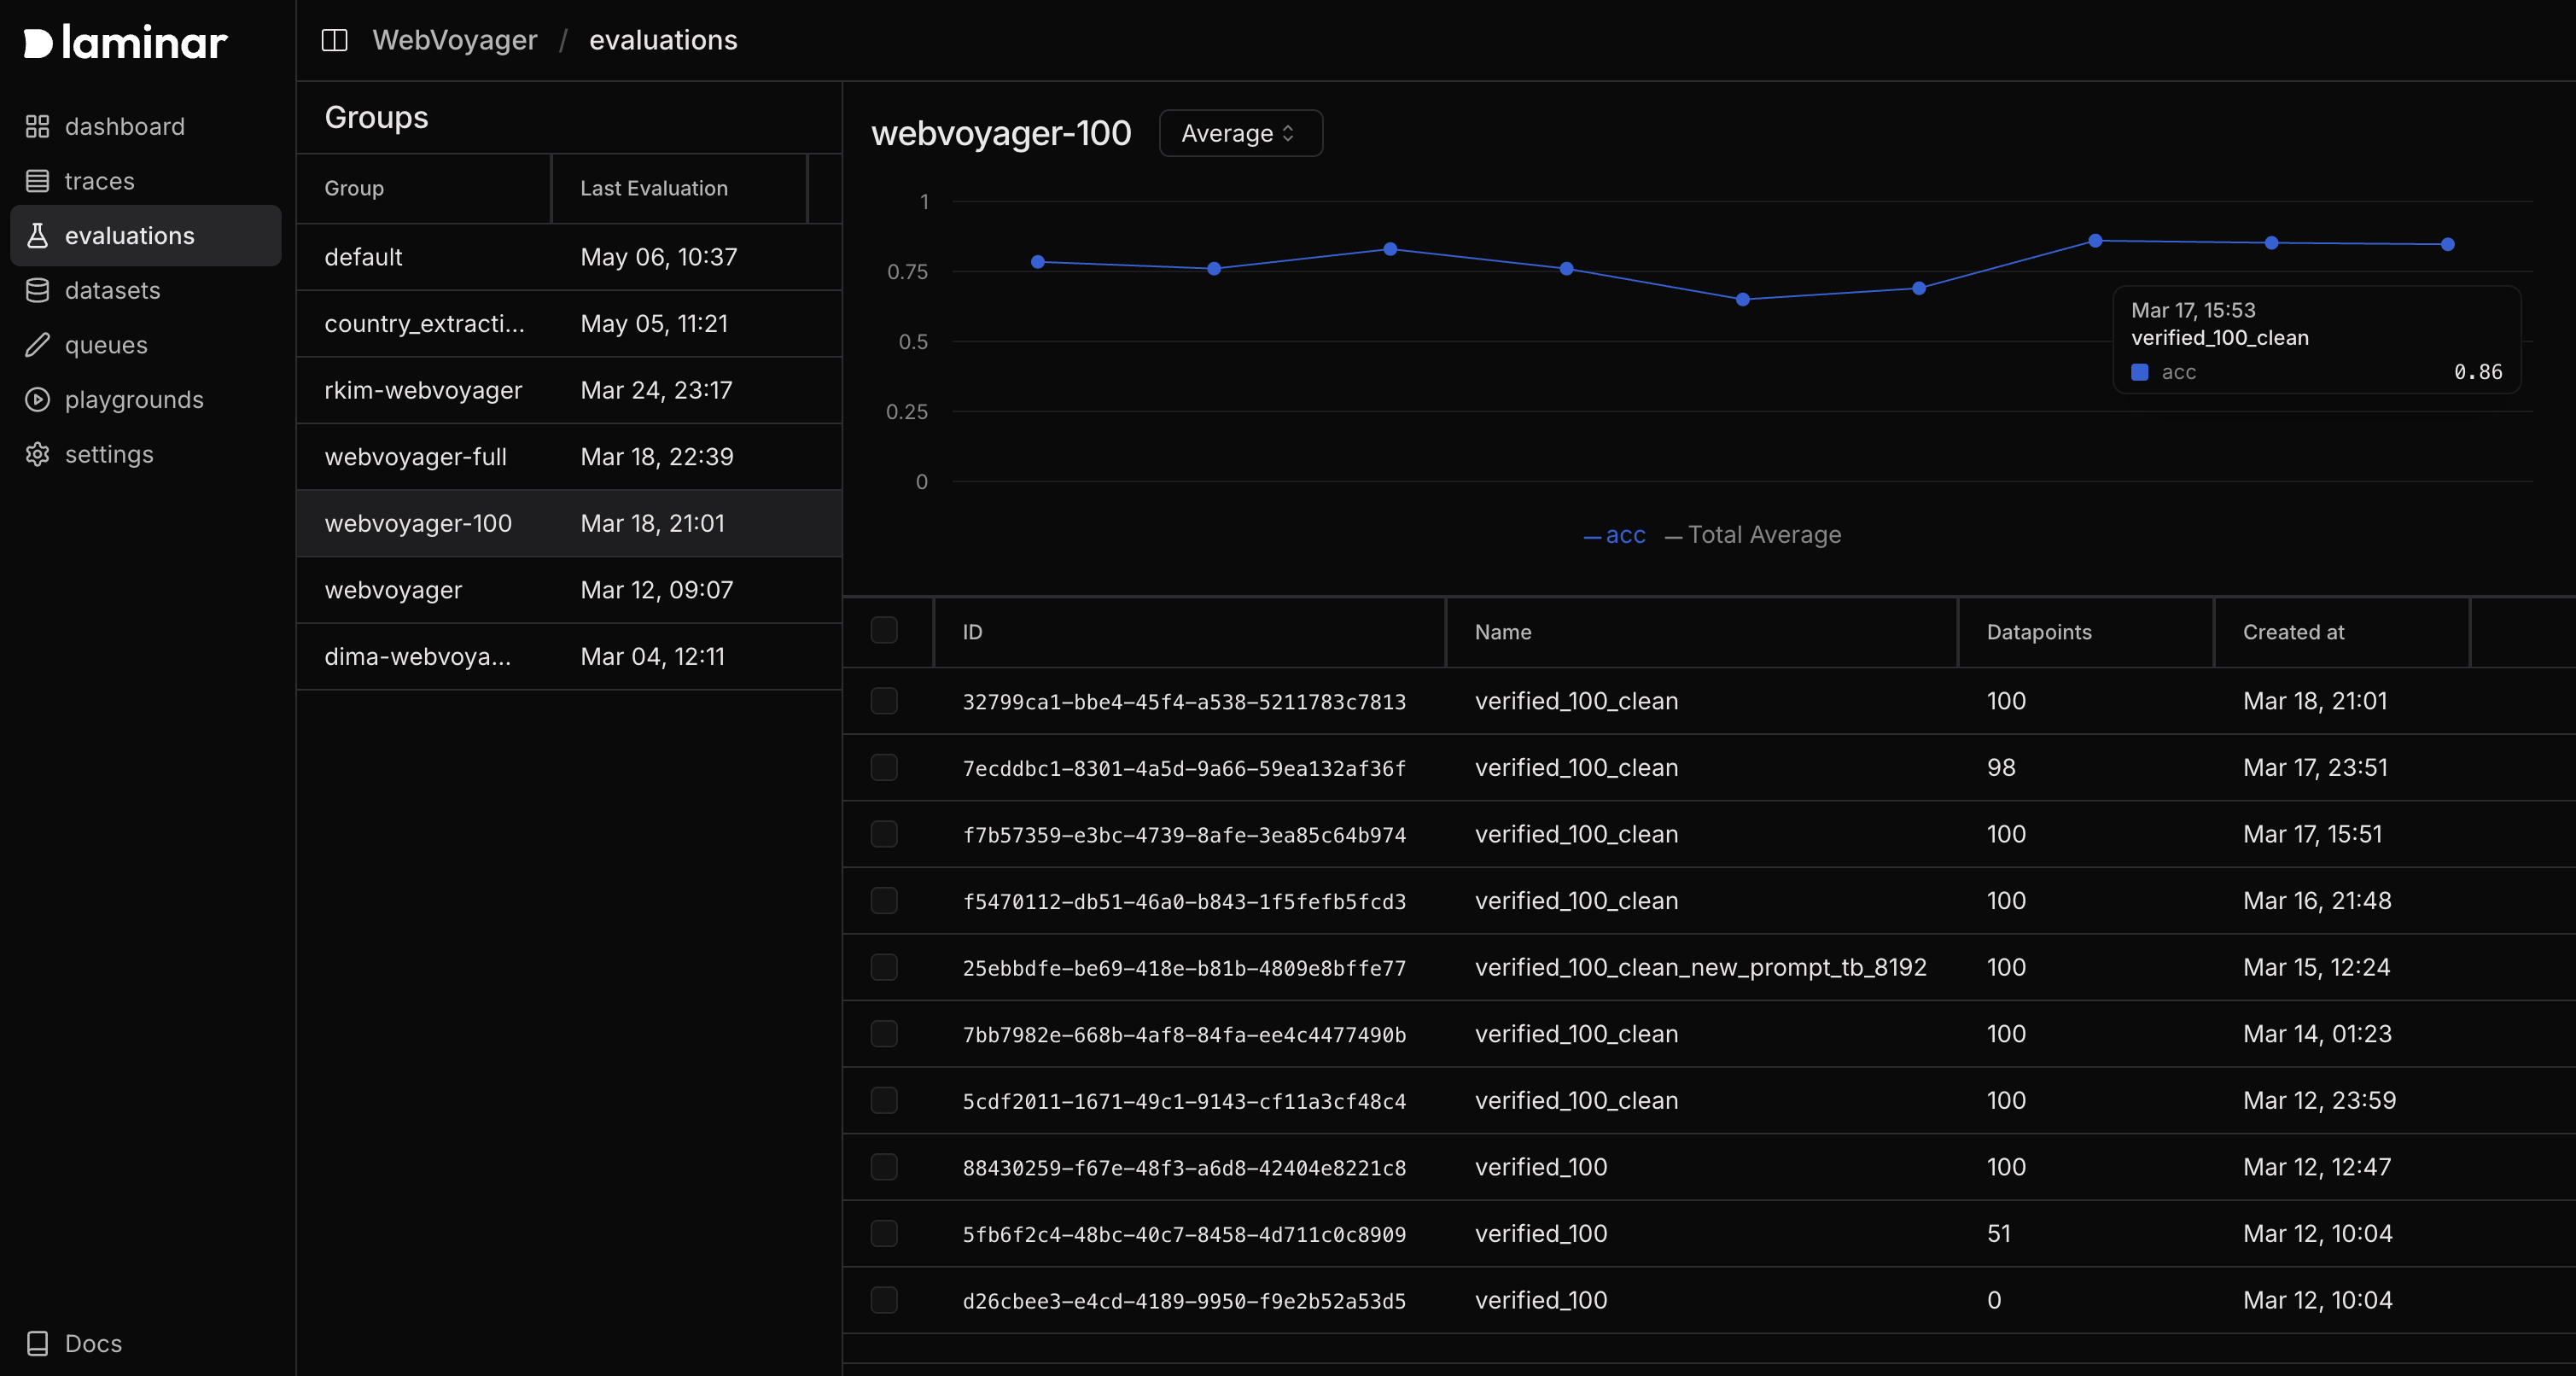 laminar
dashboard
traces
evaluations
datasets
queues
playgrounds
settings
Docs
WebVoyager / evaluations
Groups
Group Last Evaluation
default May 06, 10:37
country_extracti... May 05, 11:21
rkim-webvoyager Mar 24, 23:17
webvoyager-full Mar 18, 22:39
webvoyager-100 Mar 18, 21:01
webvoyager Mar 12, 09:07
dima-webvoya... Mar 04, 12:11
webvoyager-100 Average
1
0.75
0.5
0.25
0
Mar 17, 15:53
verified_100_clean
acc 0.86
acc Total Average
ID Name Datapoints Created at
32799ca1-bbe4-45f4-a538-5211783c7813 verified_100_clean 100 Mar 18, 21:01
7ecddbc1-8301-4a5d-9a66-59ea132af36f verified_100_clean 98 Mar 17, 23:51
f7b57359-e3bc-4739-8afe-3ea85c64b974 verified_100_clean 100 Mar 17, 15:51
f5470112-db51-46a0-b843-1f5fefb5fcd3 verified_100_clean 100 Mar 16, 21:48
25ebbdfe-be69-418e-b81b-4809e8bffe77 verified_100_clean_new_prompt_tb_8192 100 Mar 15, 12:24
7bb7982e-668b-4af8-84fa-ee4c4477490b verified_100_clean 100 Mar 14, 01:23
5cdf2011-1671-49c1-9143-cf11a3cf48c4 verified_100_clean 100 Mar 12, 23:59
88430259-f67e-48f3-a6d8-42404e8221c8 verified_100 100 Mar 12, 12:47
5fb6f2c4-48bc-40c7-8458-4d711c0c8909 verified_100 51 Mar 12, 10:04
d26cbee3-e4cd-4189-9950-f9e2b52a53d5 verified_100 0 Mar 12, 10:04